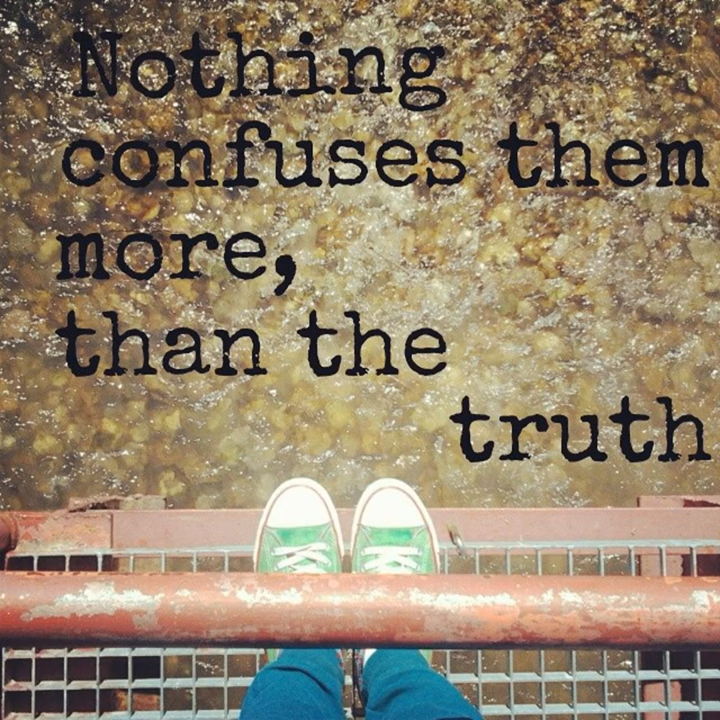 Nothing
confuses them
more,
than the
truth